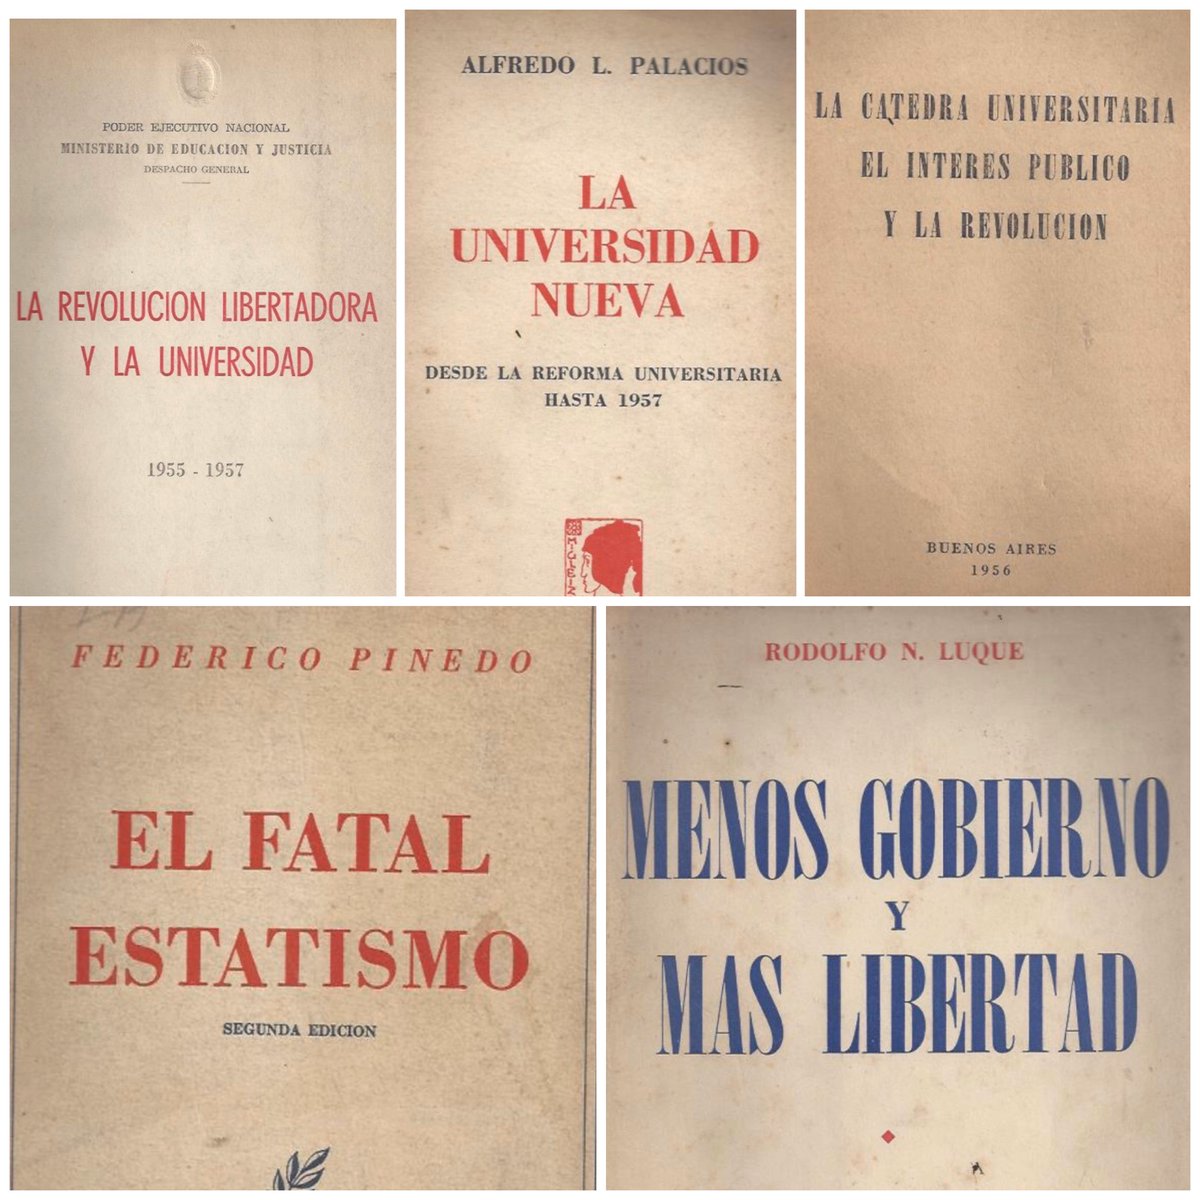 PODER EJECUTIVO NACIONAL
MINISTERIO DE EDUCACION Y JUSTICIA
DESPACHO GENERAL
LA REVOLUCION LIBERTADORA
Y LA UNIVERSIDAD
1955 - 1957
ALFREDO L. PALACIOS
LA
UNIVERSIDAD
NUEVA
DESDE LA REFORMA UNIVERSITARIA
HASTA 1957
LA CATEDRA UNIVERSITARIA
EL INTERES PUBLICO
Y LA REVOLUCION
BUENOS AIRES
1956
FEDERICO PINEDO
EL FATAL
ESTATISMO
SEGUNDA EDICION
RODOLFO N. LUQUE
MENOS GOBIERNO
Y
MAS LIBERTAD